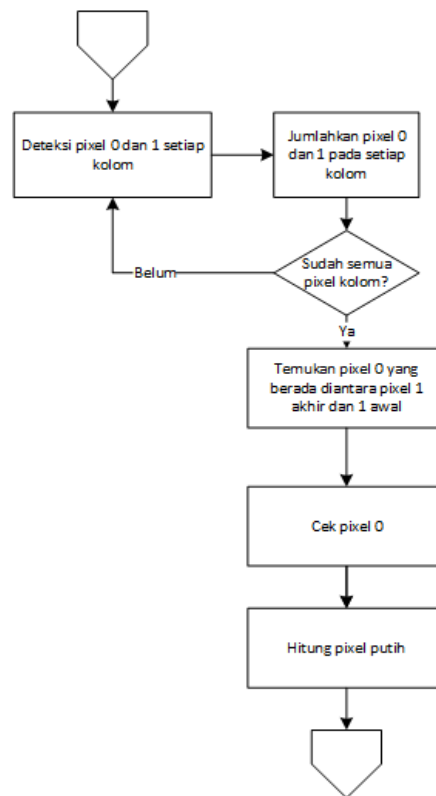 Deteksi pixel 0 dan 1 setiap
kolom
Jumlahkan pixel 0
dan 1 pada setiap
kolom
Sudah semua
pixel kolom?
Belum
Ya
Temukan pixel 0 yang
berada diantara pixel 1
akhir dan 1 awal
Cek pixel 0
Hitung pixel putih